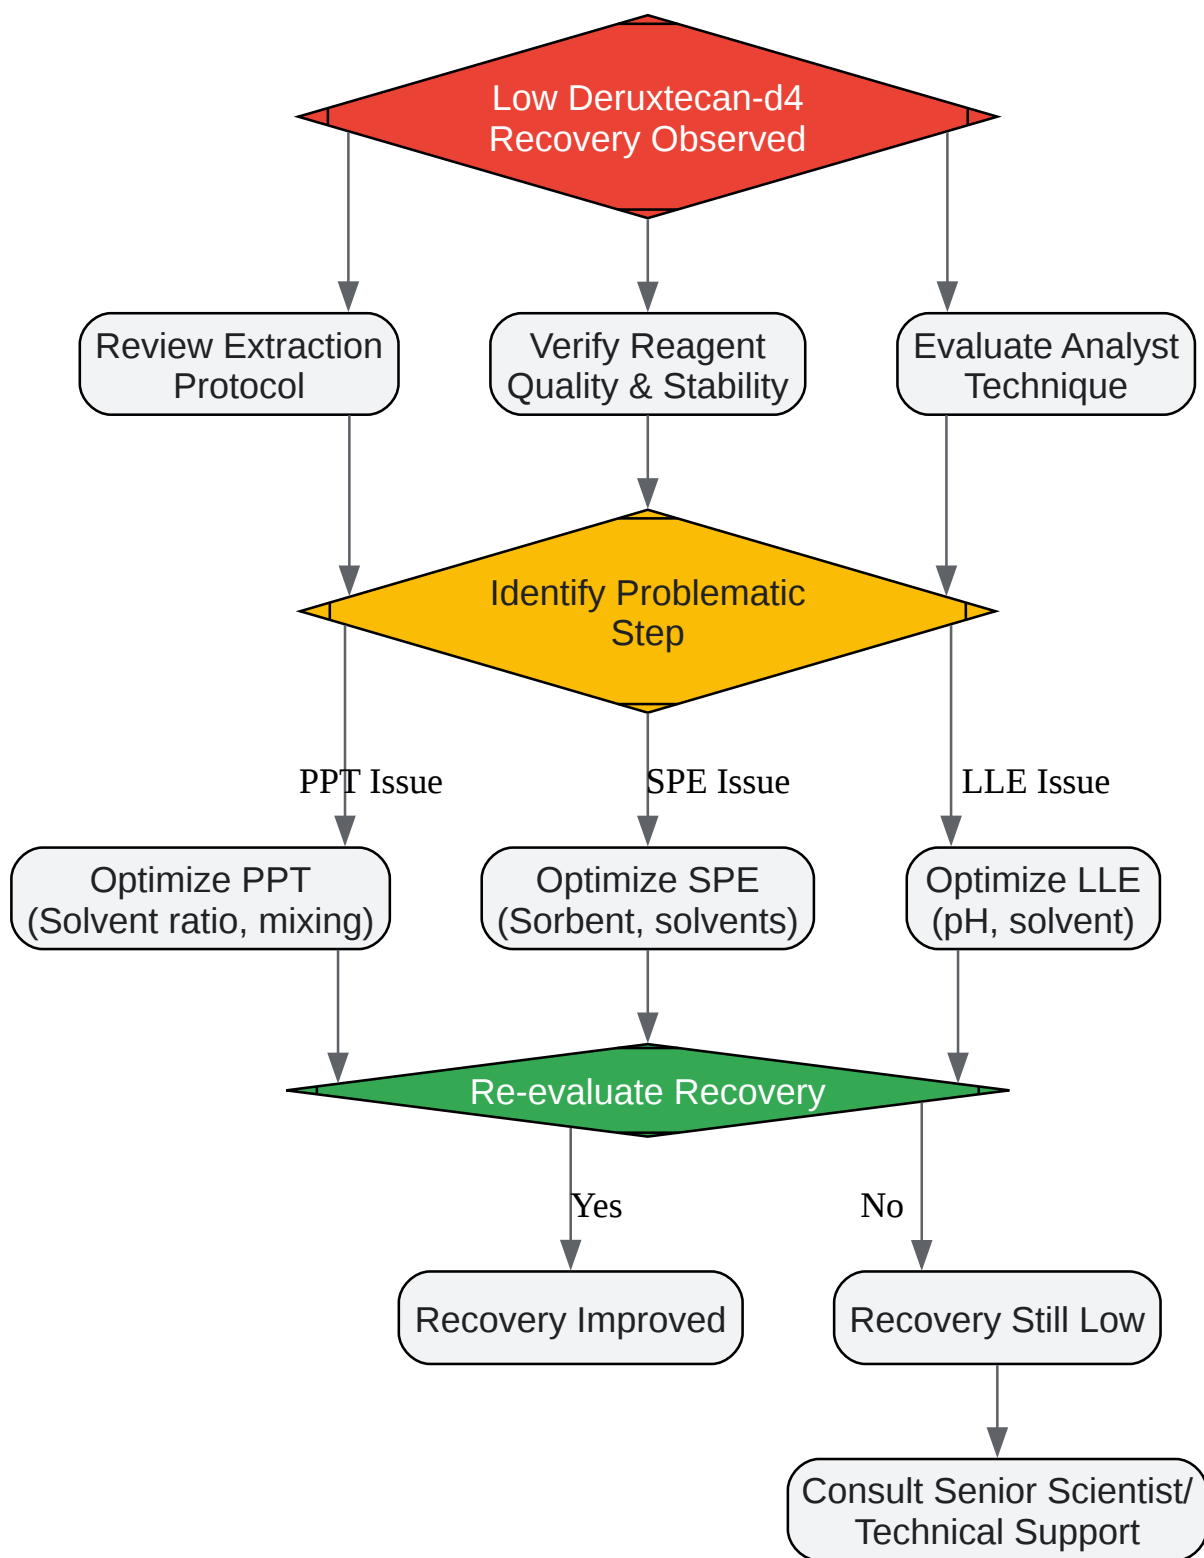 Low Deruxtecan-d4
Recovery Observed
Review Extraction
Protocol
Verify Reagent
Quality & Stability
Evaluate Analyst
Technique
Identify Problematic
Step
PPT Issue
SPE Issue
LLE Issue
Optimize PPT
(Solvent ratio, mixing)
Optimize SPE
(Sorbent, solvents)
Optimize LLE
(pH, solvent)
Re-evaluate Recovery
Yes
No
Recovery Improved
Recovery Still Low
Consult Senior Scientist/
Technical Support